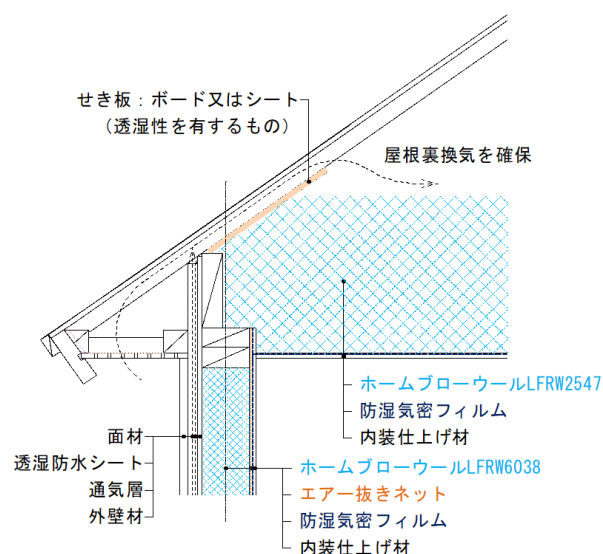 せき板：ボード又はシート
（透湿性を有するもの）
屋根裏換気を確保
ホームブローウールLFRW2547
防湿気密フィルム
内装仕上げ材
面材
透湿防水シート
通気層
外壁材
ホームブローウールLFRW6038
エアー抜きネット
防湿気密フィルム
内装仕上げ材